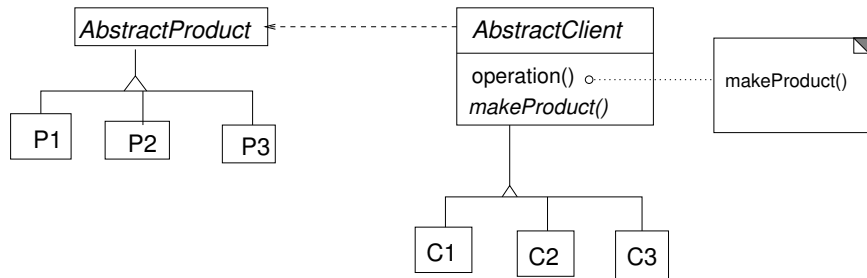 AbstractProduct
AbstractClient
operation()
makeProduct()
makeProduct()
P1
P2
P3
C1
C2
C3